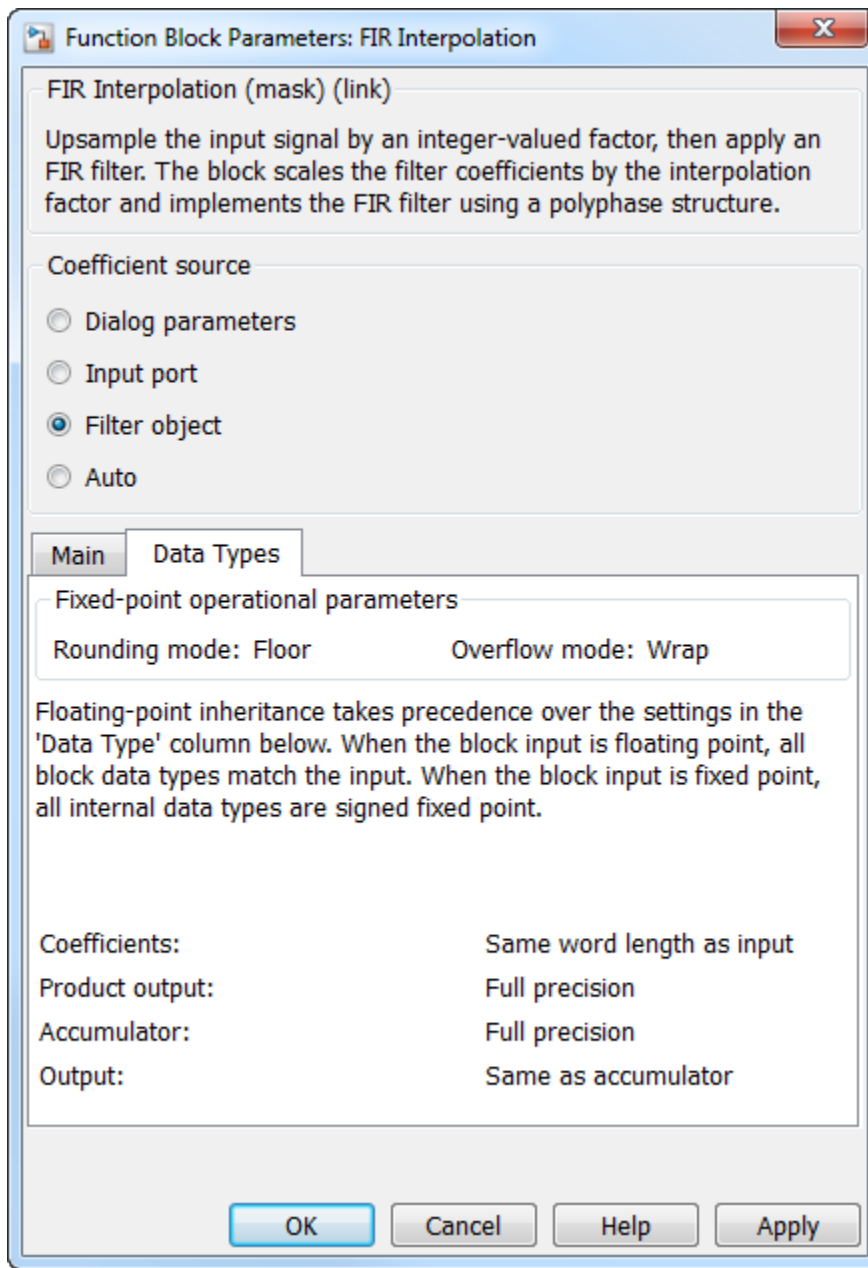 Function Block Parameters: FIR Interpolation
FIR Interpolation (mask) (link)
Upsample the input signal by an integer-valued factor, then apply an
FIR filter. The block scales the filter coefficients by the interpolation
factor and implements the FIR filter using a polyphase structure.
Coefficient source
Dialog parameters
Input port
Filter object
Auto
Main Data Types
Fixed-point operational parameters
Rounding mode: Floor Overflow mode: Wrap
Floating-point inheritance takes precedence over the settings in the
'Data Type' column below. When the block input is floating point, all
block data types match the input. When the block input is fixed point,
all internal data types are signed fixed point.
Coefficients: Same word length as input
Product output: Full precision
Accumulator: Full precision
Output: Same as accumulator
OK Cancel Help Apply